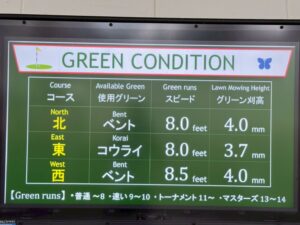 GREEN CONDITION
Course Available Green Green runs Lawn Mowing Height
コース 使用グリーン スピード グリーン刈高
North Bent
北 ベント 8.0 feet 4.0 mm
East Korai
東 コウライ 8.0 feet 3.7 mm
West Bent
西 ベント 8.5 feet 4.0 mm
【Green runs】・普通 ～8 ・速い 9～10 ・トーナメント 11～ ・マスターズ 13～14